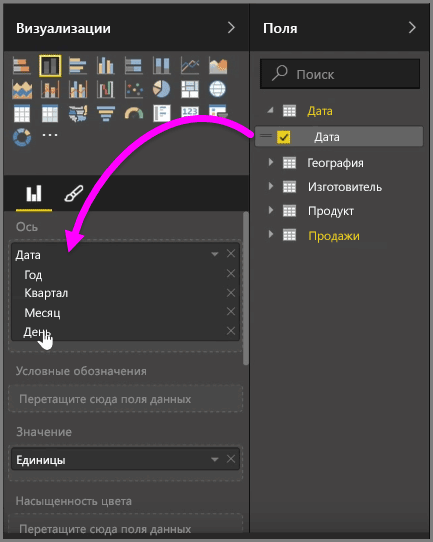 Визуализации
Ось
Дата
Год
Квартал
Месяц
День
Условные обозначения
Перетащите сюда поля данных
Значение
Единицы
Насыщенность цвета
Перетащите сюда поля данных
Поля
Поиск
Дата
Дата
География
Изготовитель
Продукт
Продажи